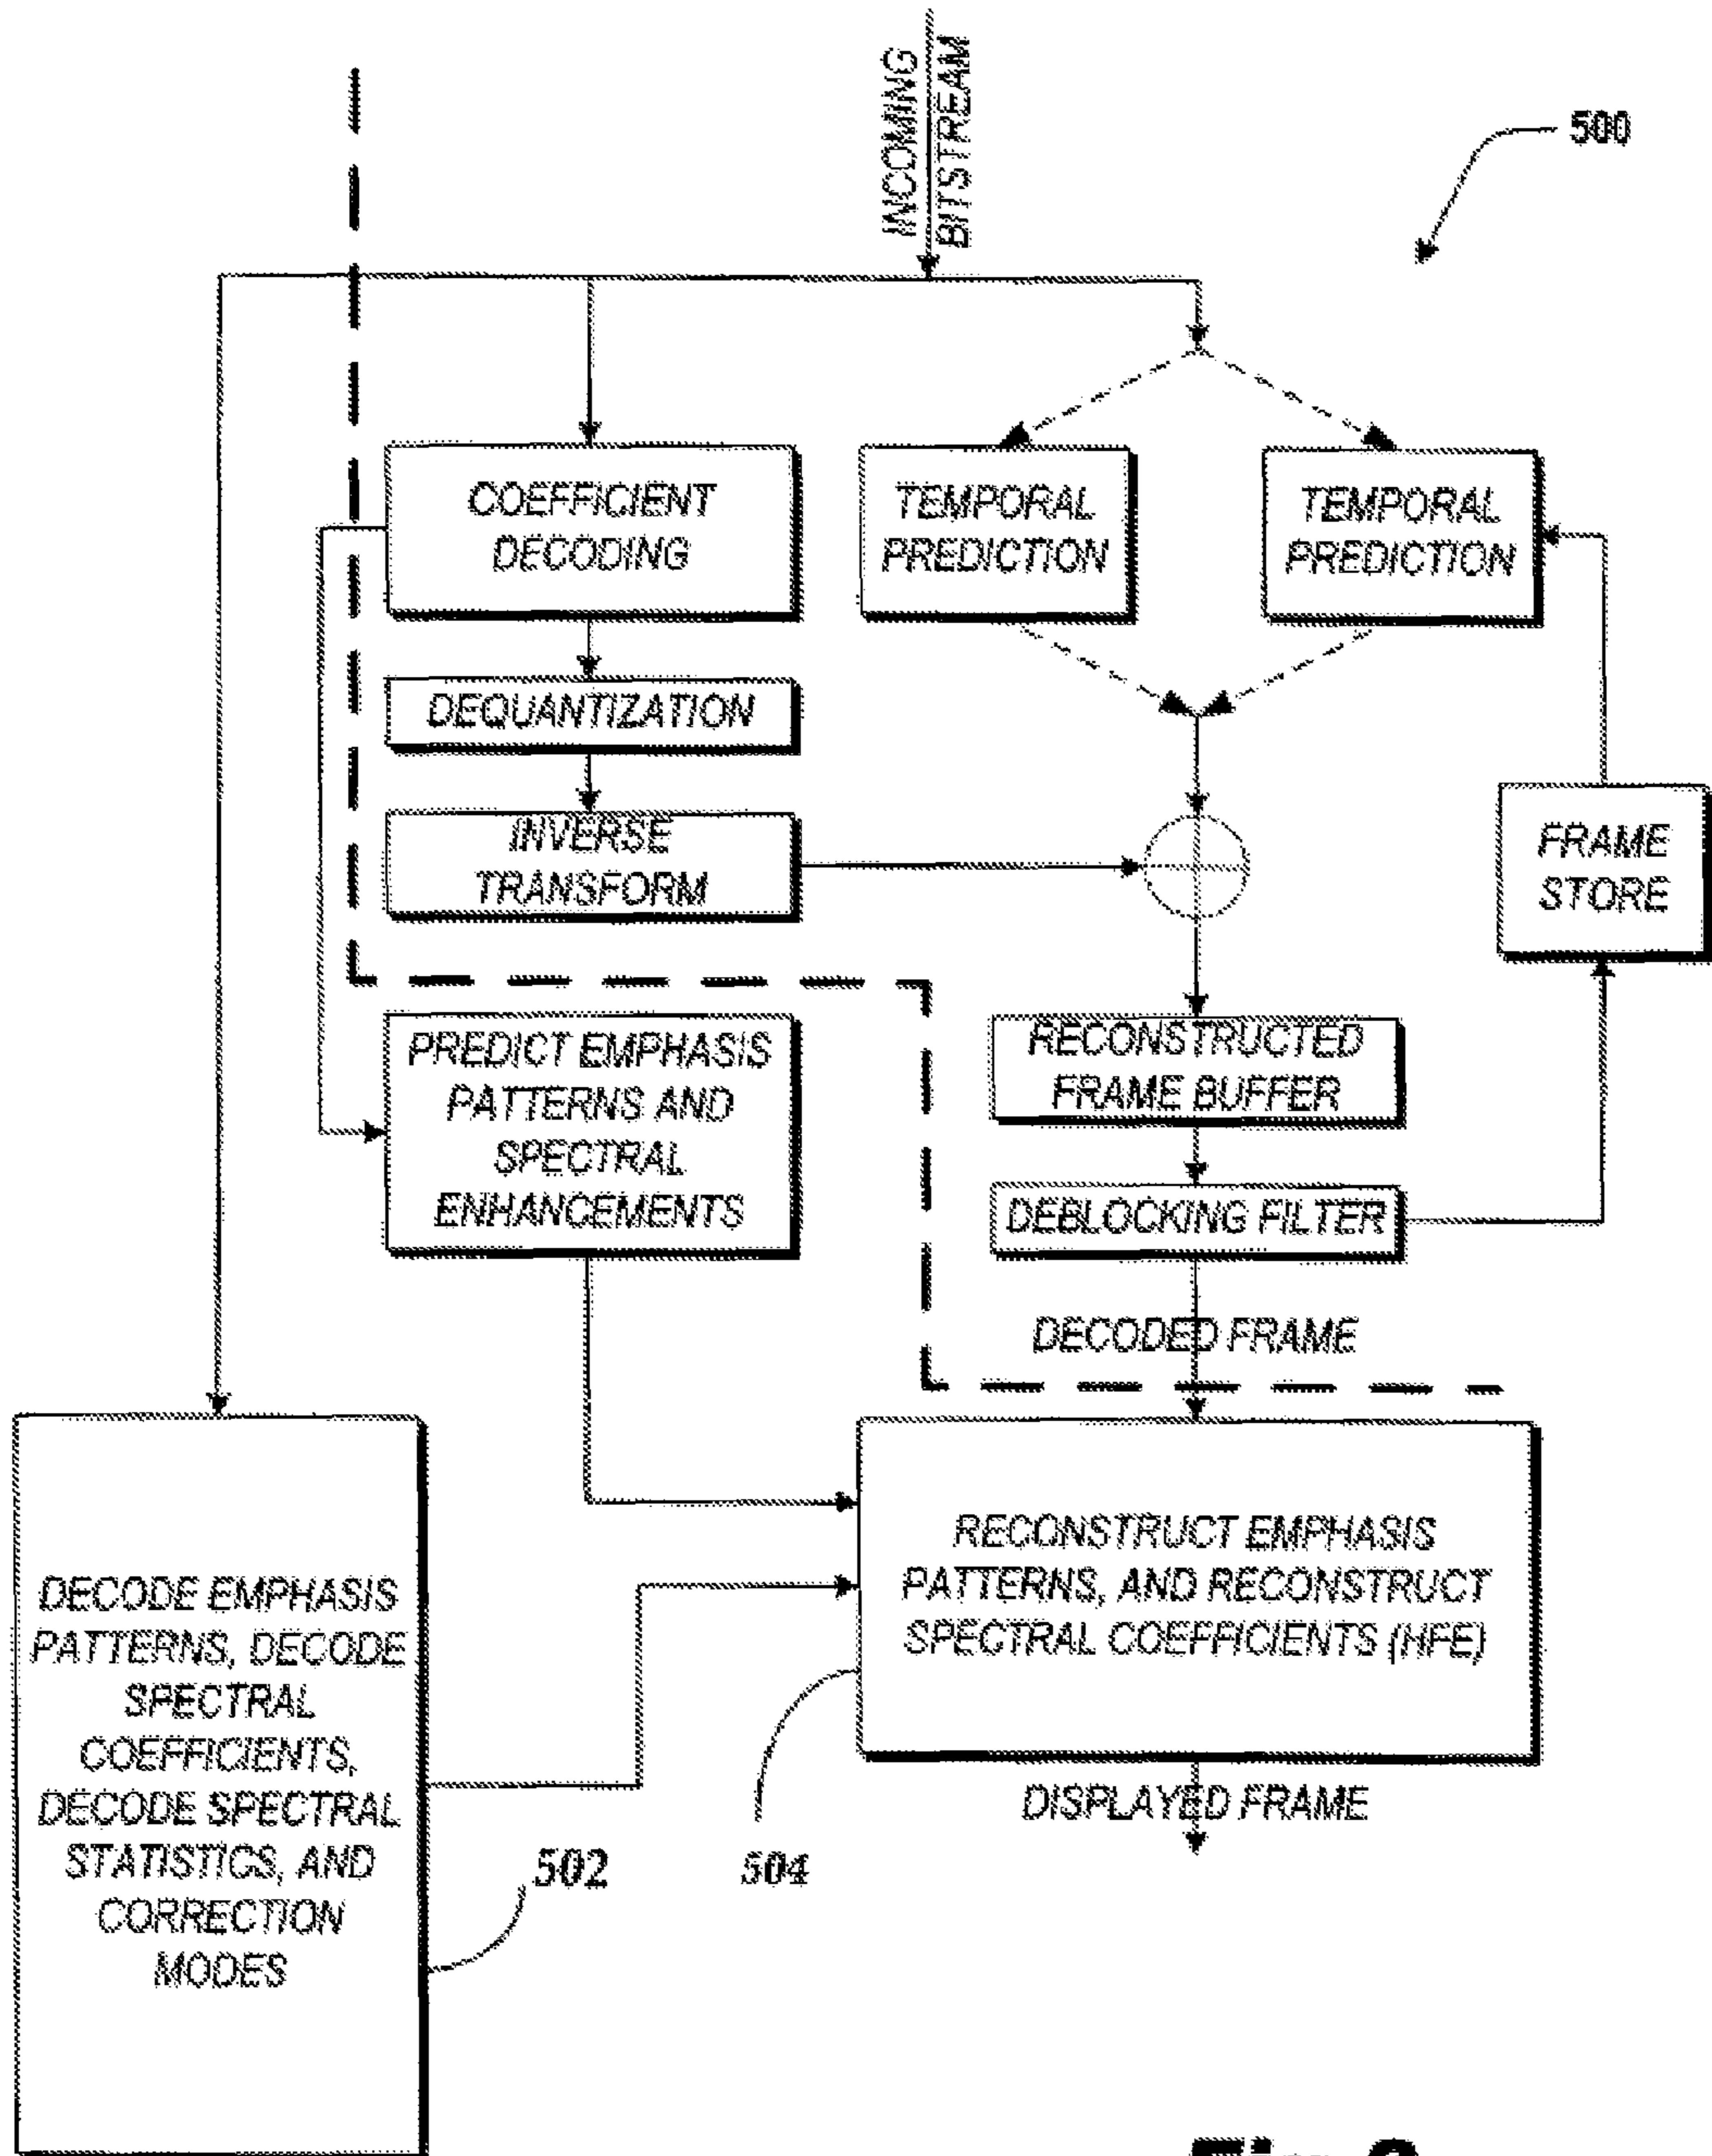 INCOMING
BITSTREAM
500
COEFFICIENT
DECODING
TEMPORAL
PREDICTION
TEMPORAL
PREDICTION
DEQUANTIZATION
INVERSE
TRANSFORM
FRAME
STORE
PREDICT EMPHASIS
PATTERNS AND
SPECTRAL
ENHANCEMENTS
RECONSTRUCTED
FRAME BUFFER
DEBLOCKING FILTER
DECODED FRAME
DECODE EMPHASIS
PATTERNS, DECODE
SPECTRAL
COEFFICIENTS,
DECODE SPECTRAL
STATISTICS, AND
CORRECTION
MODES
RECONSTRUCT EMPHASIS
PATTERNS, AND RECONSTRUCT
SPECTRAL COEFFICIENTS (HFE)
DISPLAYED FRAME
502
504